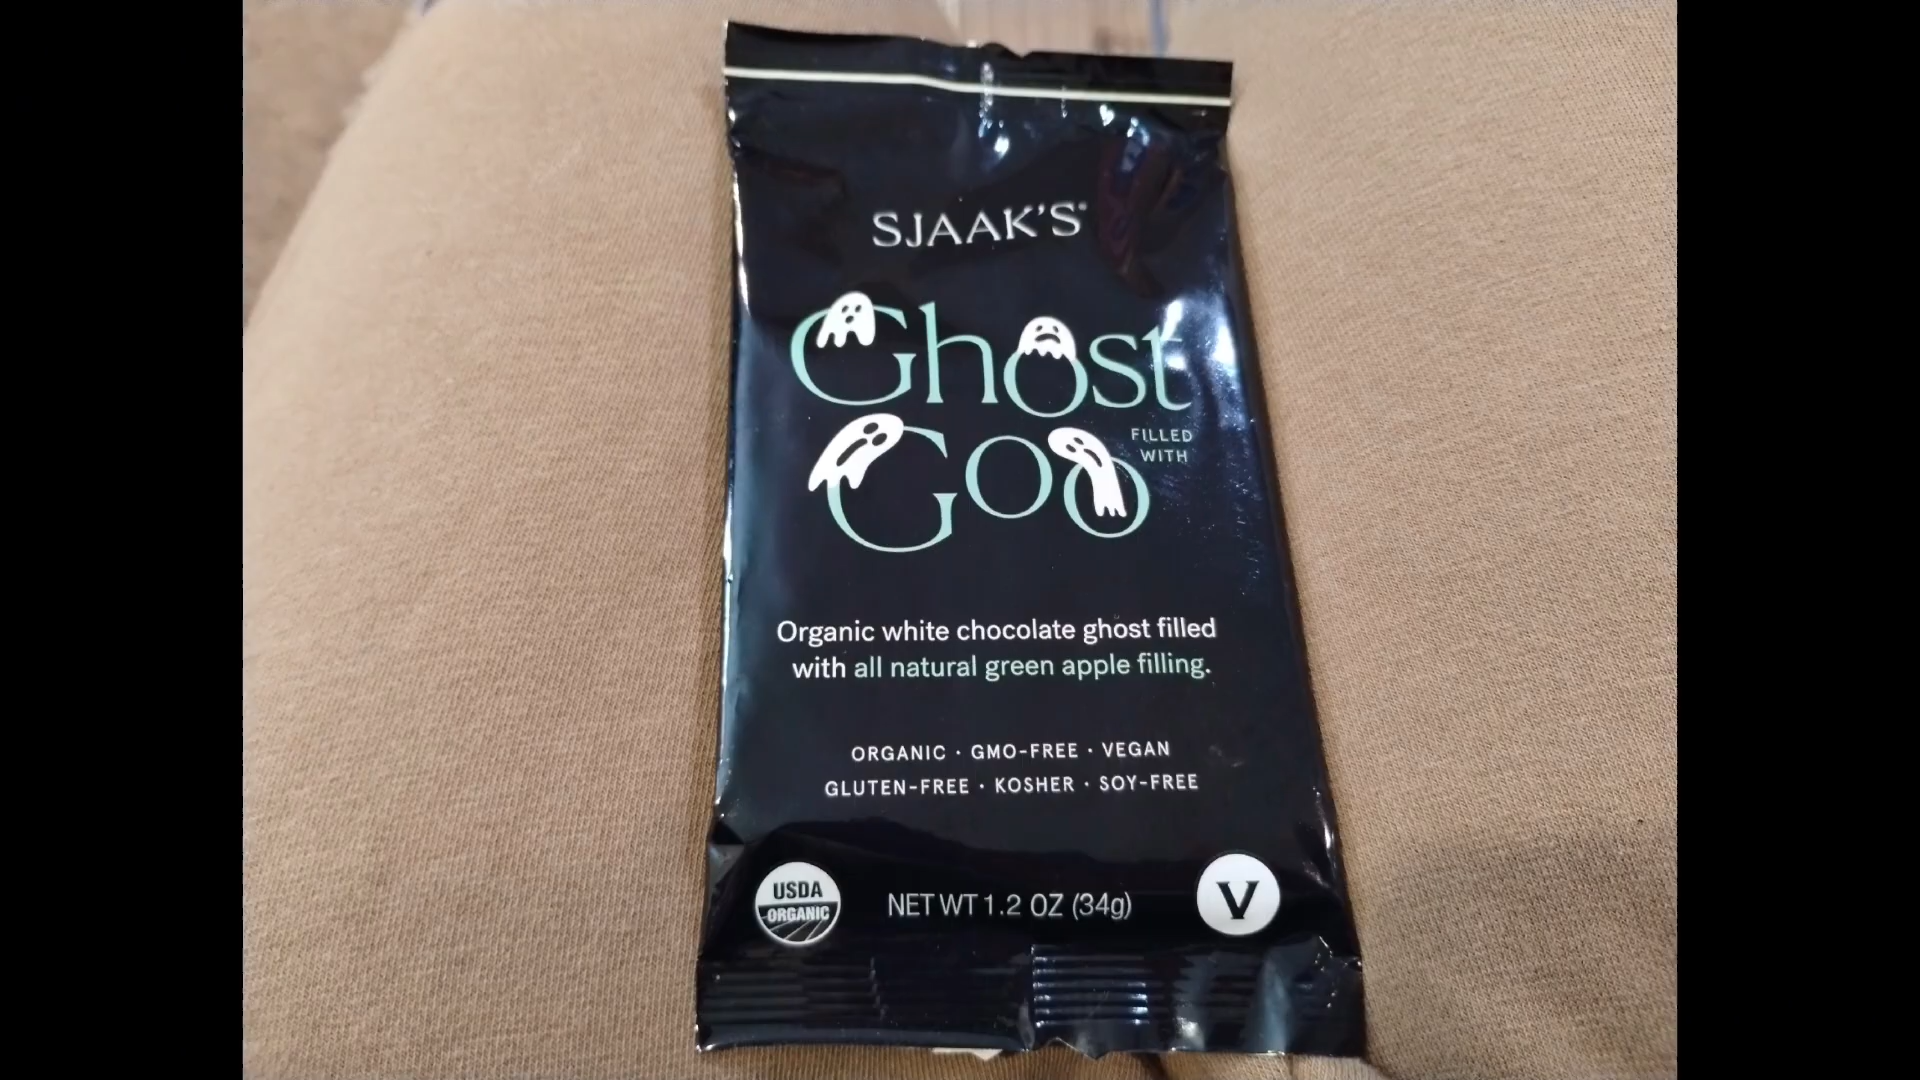 SJAAK'S®
Ghost
FILLED
WITH
Goo
Organic white chocolate ghost filled
with all natural green apple filling.
ORGANIC · GMO-FREE · VEGAN
GLUTEN-FREE · KOSHER · SOY-FREE
USDA
ORGANIC
NET WT 1.2 OZ (34g)
V